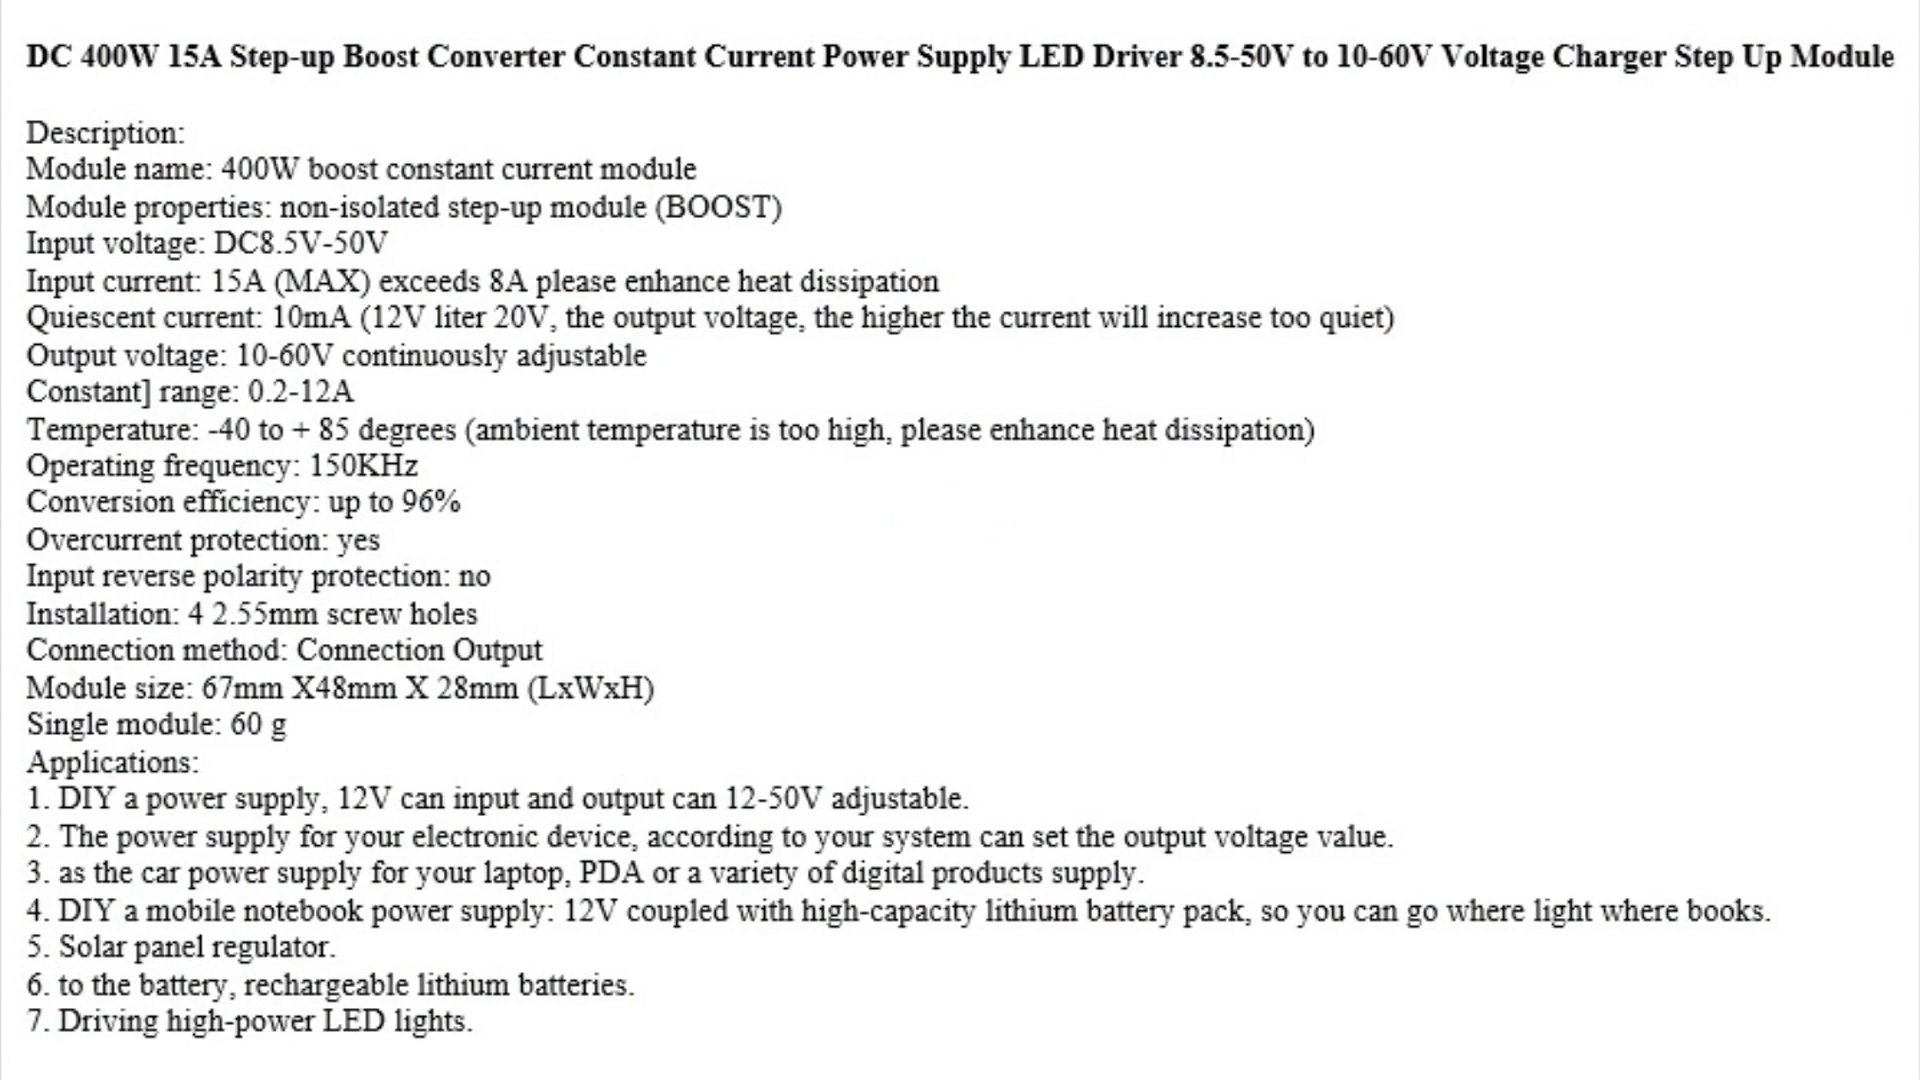 DC 400W 15A Step-up Boost Converter Constant Current Power Supply LED Driver 8.5-50V to 10-60V Voltage Charger Step Up Module
Description:
Module name: 400W boost constant current module
Module properties: non-isolated step-up module (BOOST)
Input voltage: DC8.5V-50V
Input current: 15A (MAX) exceeds 8A please enhance heat dissipation
Quiescent current: 10mA (12V liter 20V, the output voltage, the higher the current will increase too quiet)
Output voltage: 10-60V continuously adjustable
Constant] range: 0.2-12A
Temperature: -40 to + 85 degrees (ambient temperature is too high, please enhance heat dissipation)
Operating frequency: 150KHz
Conversion efficiency: up to 96%
Overcurrent protection: yes
Input reverse polarity protection: no
Installation: 4 2.55mm screw holes
Connection method: Connection Output
Module size: 67mm X48mm X 28mm (LxWxH)
Single module: 60 g
Applications:
1. DIY a power supply, 12V can input and output can 12-50V adjustable.
2. The power supply for your electronic device, according to your system can set the output voltage value.
3. as the car power supply for your laptop, PDA or a variety of digital products supply.
4. DIY a mobile notebook power supply: 12V coupled with high-capacity lithium battery pack, so you can go where light where books.
5. Solar panel regulator.
6. to the battery, rechargeable lithium batteries.
7. Driving high-power LED lights.